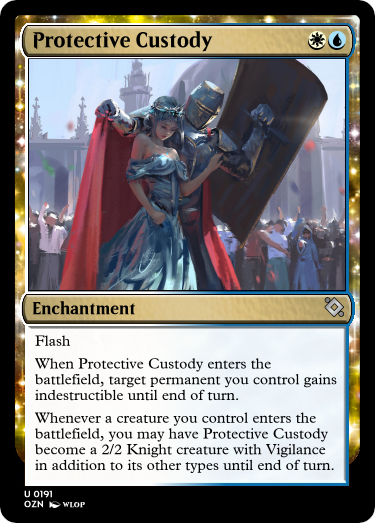 Protective Custody
Enchantment
Flash
When Protective Custody enters the
battlefield, target permanent you control gains
indestructible until end of turn.
Whenever a creature you control enters the
battlefield, you may have Protective Custody
become a 2/2 Knight creature with Vigilance
in addition to its other types until end of turn.
U 0191
OZN WLOP